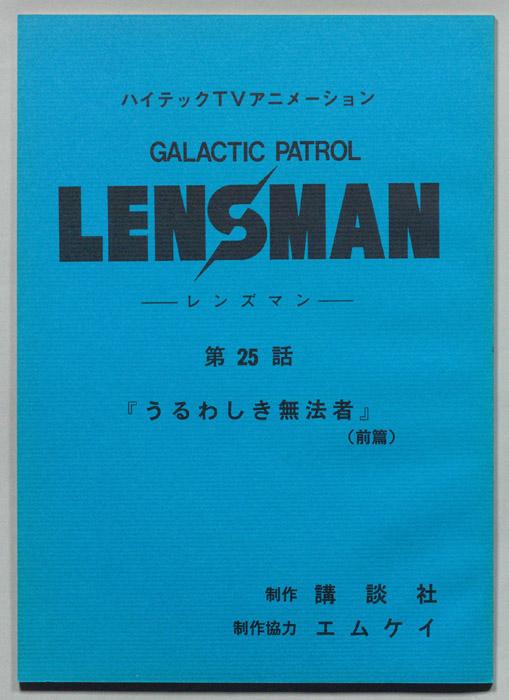 ハイテックTVアニメーション
GALACTIC PATROL
LENSMAN
―レンズマン―
第25話
『うるわしき無法者』
(前篇)
制作 講談社
制作協力 エムケイ